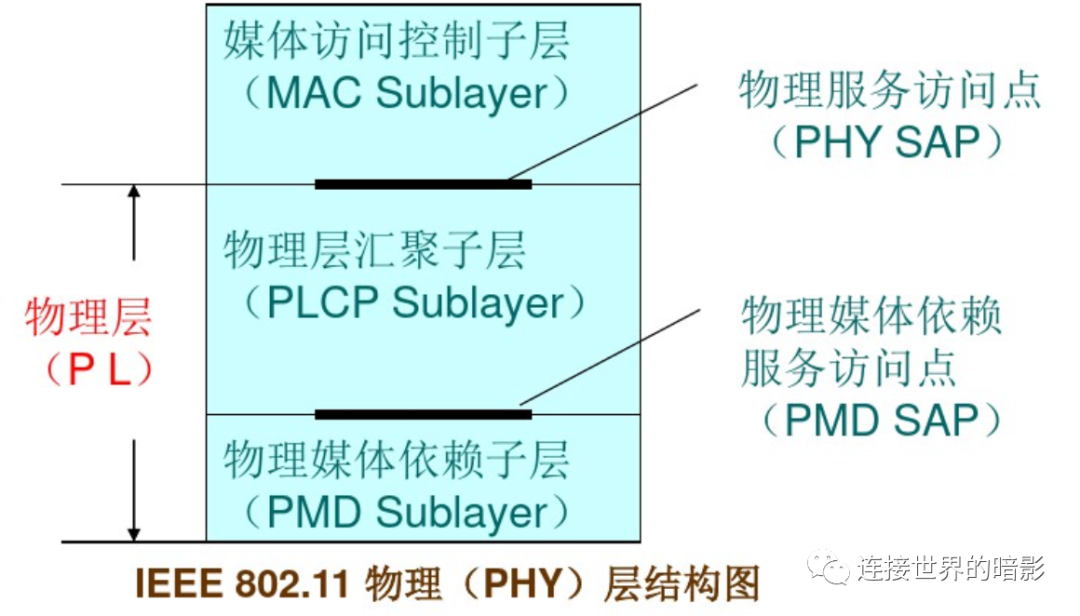 媒体访问控制子层
（MAC Sublayer）
物理服务访问点
（PHY SAP）
物理层汇聚子层
（PLCP Sublayer）
物理层
（P L）
物理媒体依赖
服务访问点
（PMD SAP）
物理媒体依赖子层
（PMD Sublayer）
IEEE 802.11 物理（PHY）层结构图
连接世界的暗影